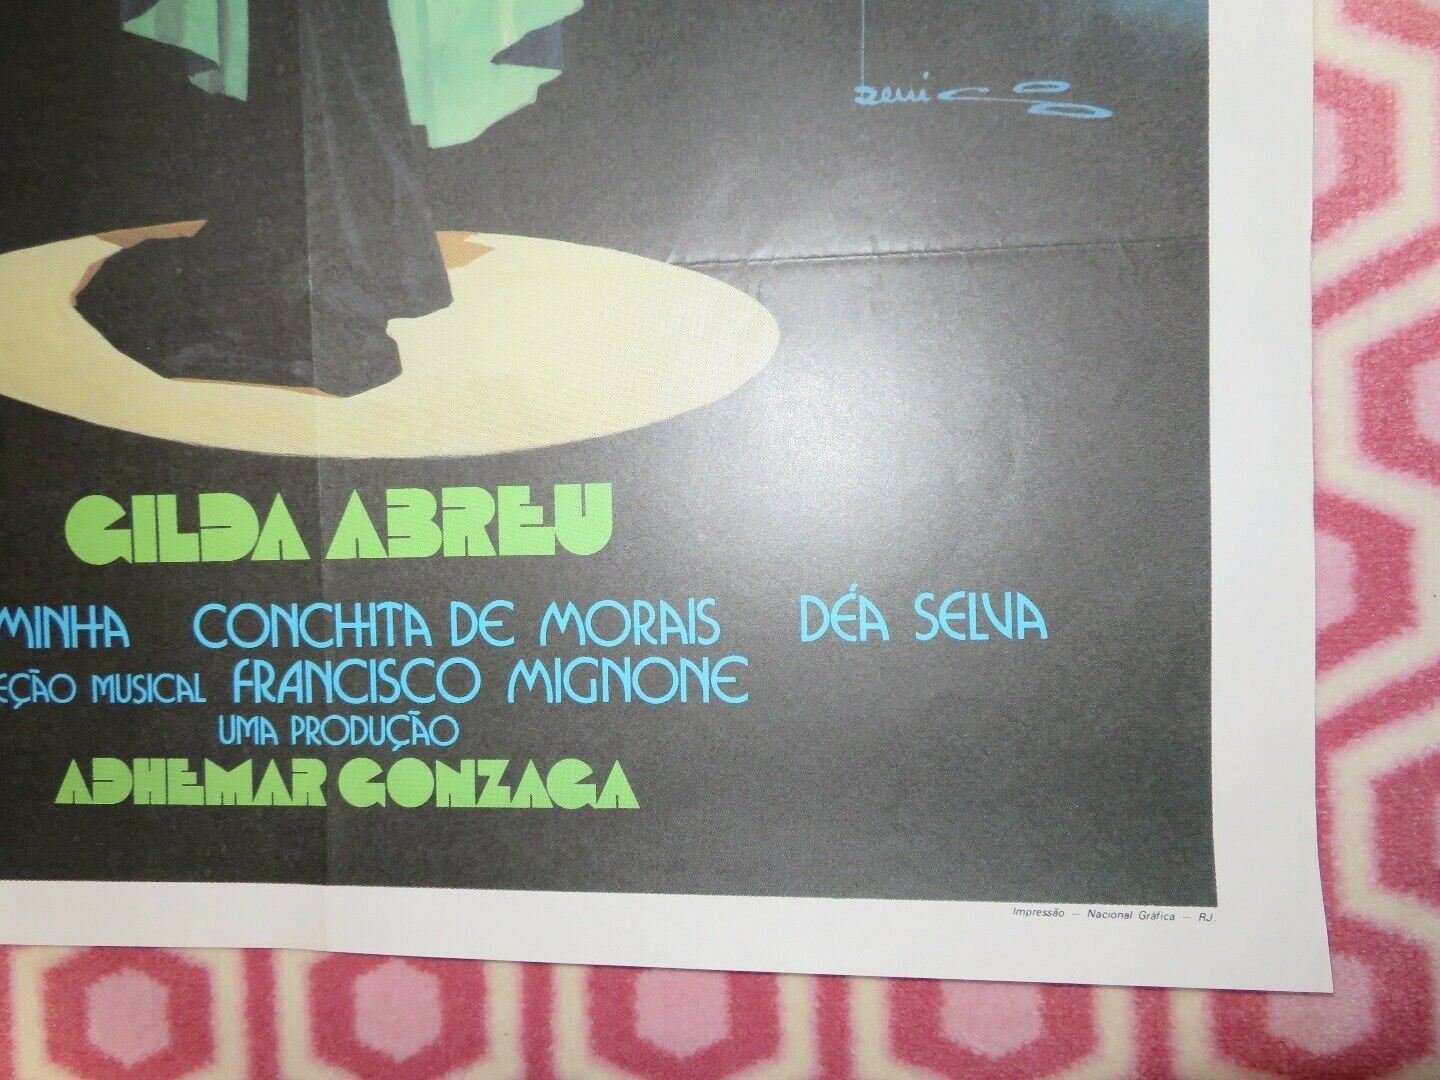 GILDA ABREU
MINHA CONCHITA DE MORAIS DÉA SELVA
EÇÃO MUSICAL FRANCISCO MIGNONE
UMA PRODUÇÃO
ADHEMAR GONZAGA
Impressão — Nacional Gráfica — RJ.